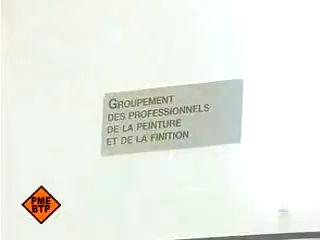 GROUPEMENT
DES PROFESSIONNELS
DE LA PEINTURE
ET DE LA FINITION
PME
BTP